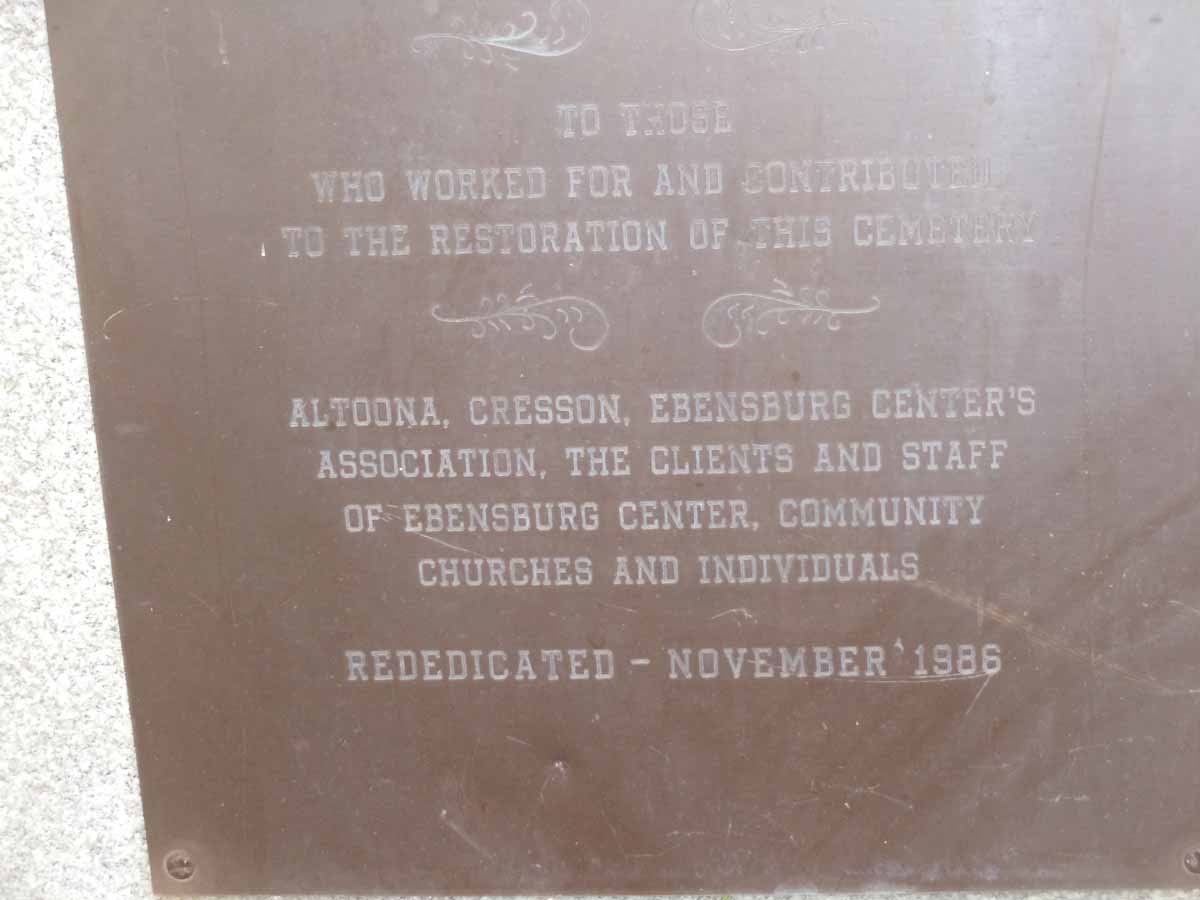 TO THOSE
WHO WORKED FOR AND CONTRIBUTED
TO THE RESTORATION OF THIS CEMETERY
ALTOONA, CRESSON, EBENSBURG CENTER'S
ASSOCIATION, THE CLIENTS AND STAFF
OF EBENSBURG CENTER, COMMUNITY
CHURCHES AND INDIVIDUALS
REDEDICATED - NOVEMBER 1986